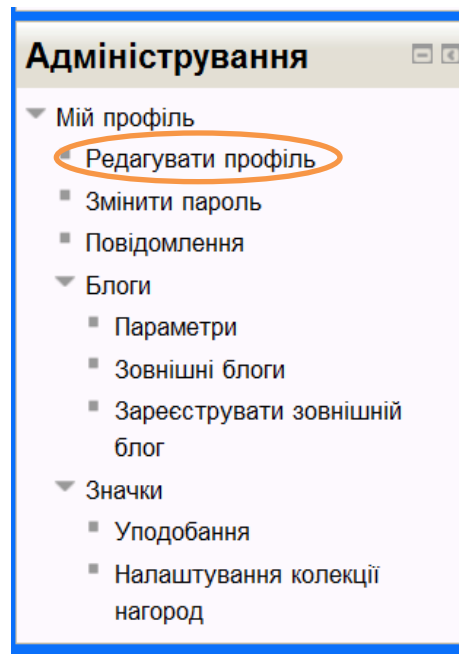 Адміністрування
Мій профіль
Редагувати профіль
Змінити пароль
Повідомлення
Блоги
Параметри
Зовнішні блоги
Зареєструвати зовнішній
блог
Значки
Уподобання
Налаштування колекції
нагород